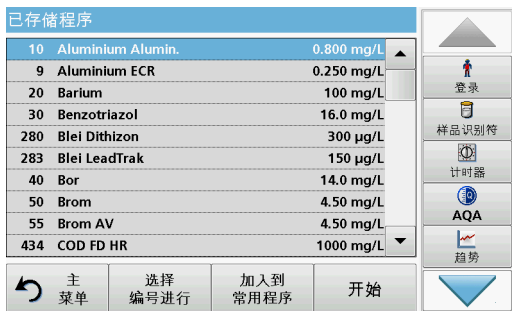 已存储程序
10 Aluminium Alumin. 0.800 mg/L
9 Aluminium ECR 0.250 mg/L
20 Barium 100 mg/L
30 Benzotriazol 16.0 mg/L
280 Blei Dithizon 300 µg/L
283 Blei LeadTrak 150 µg/L
40 Bor 14.0 mg/L
50 Brom 4.50 mg/L
55 Brom AV 4.50 mg/L
434 COD FD HR 1000 mg/L
登录
样品识别符
计时器
AQA
趋势
主
菜单
选择
编号进行
加入到
常用程序
开始